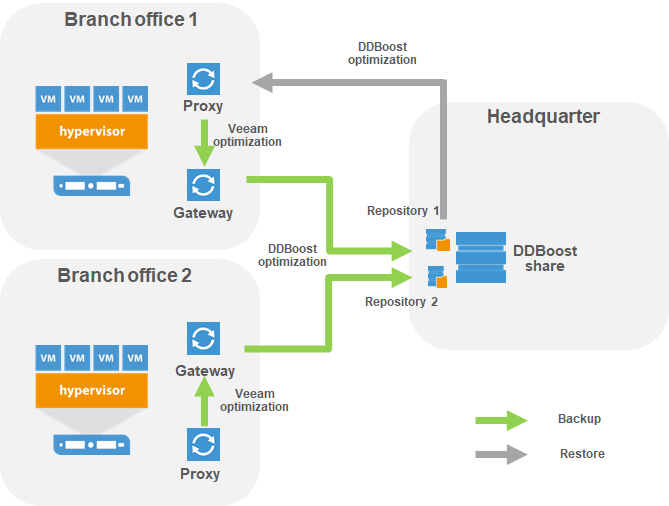 Branch office 1
VM VM VM VM
hypervisor
Proxy
Veeam
optimization
Gateway
DDBoost
optimization
Headquarter
Repository 1
DDBoost
share
Repository 2
DDBoost
optimization
Branch office 2
VM VM VM VM
hypervisor
Gateway
Veeam
optimization
Proxy
Backup
Restore